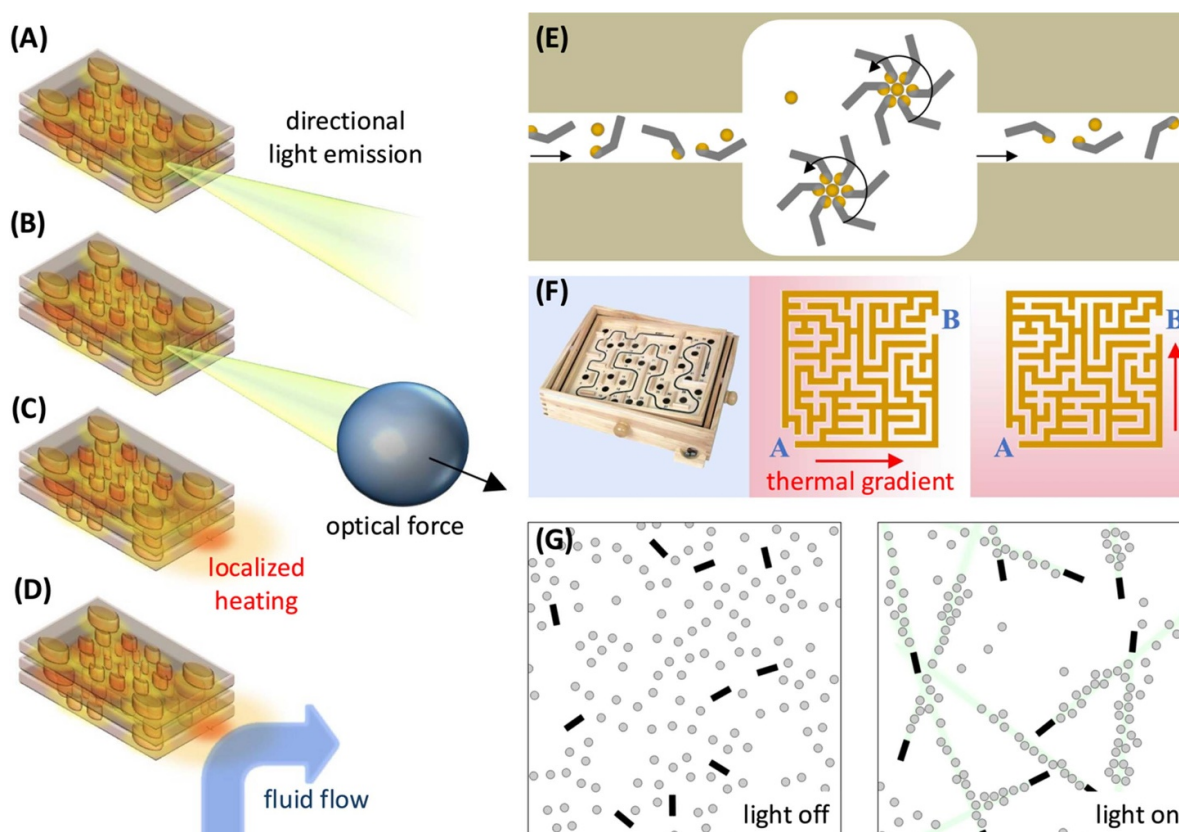 (A)
directional
light emission
(B)
optical force
(C)
localized
heating
(D)
fluid flow
(E)
(F)
A
B
thermal gradient
A
B
(G)
light off
light on